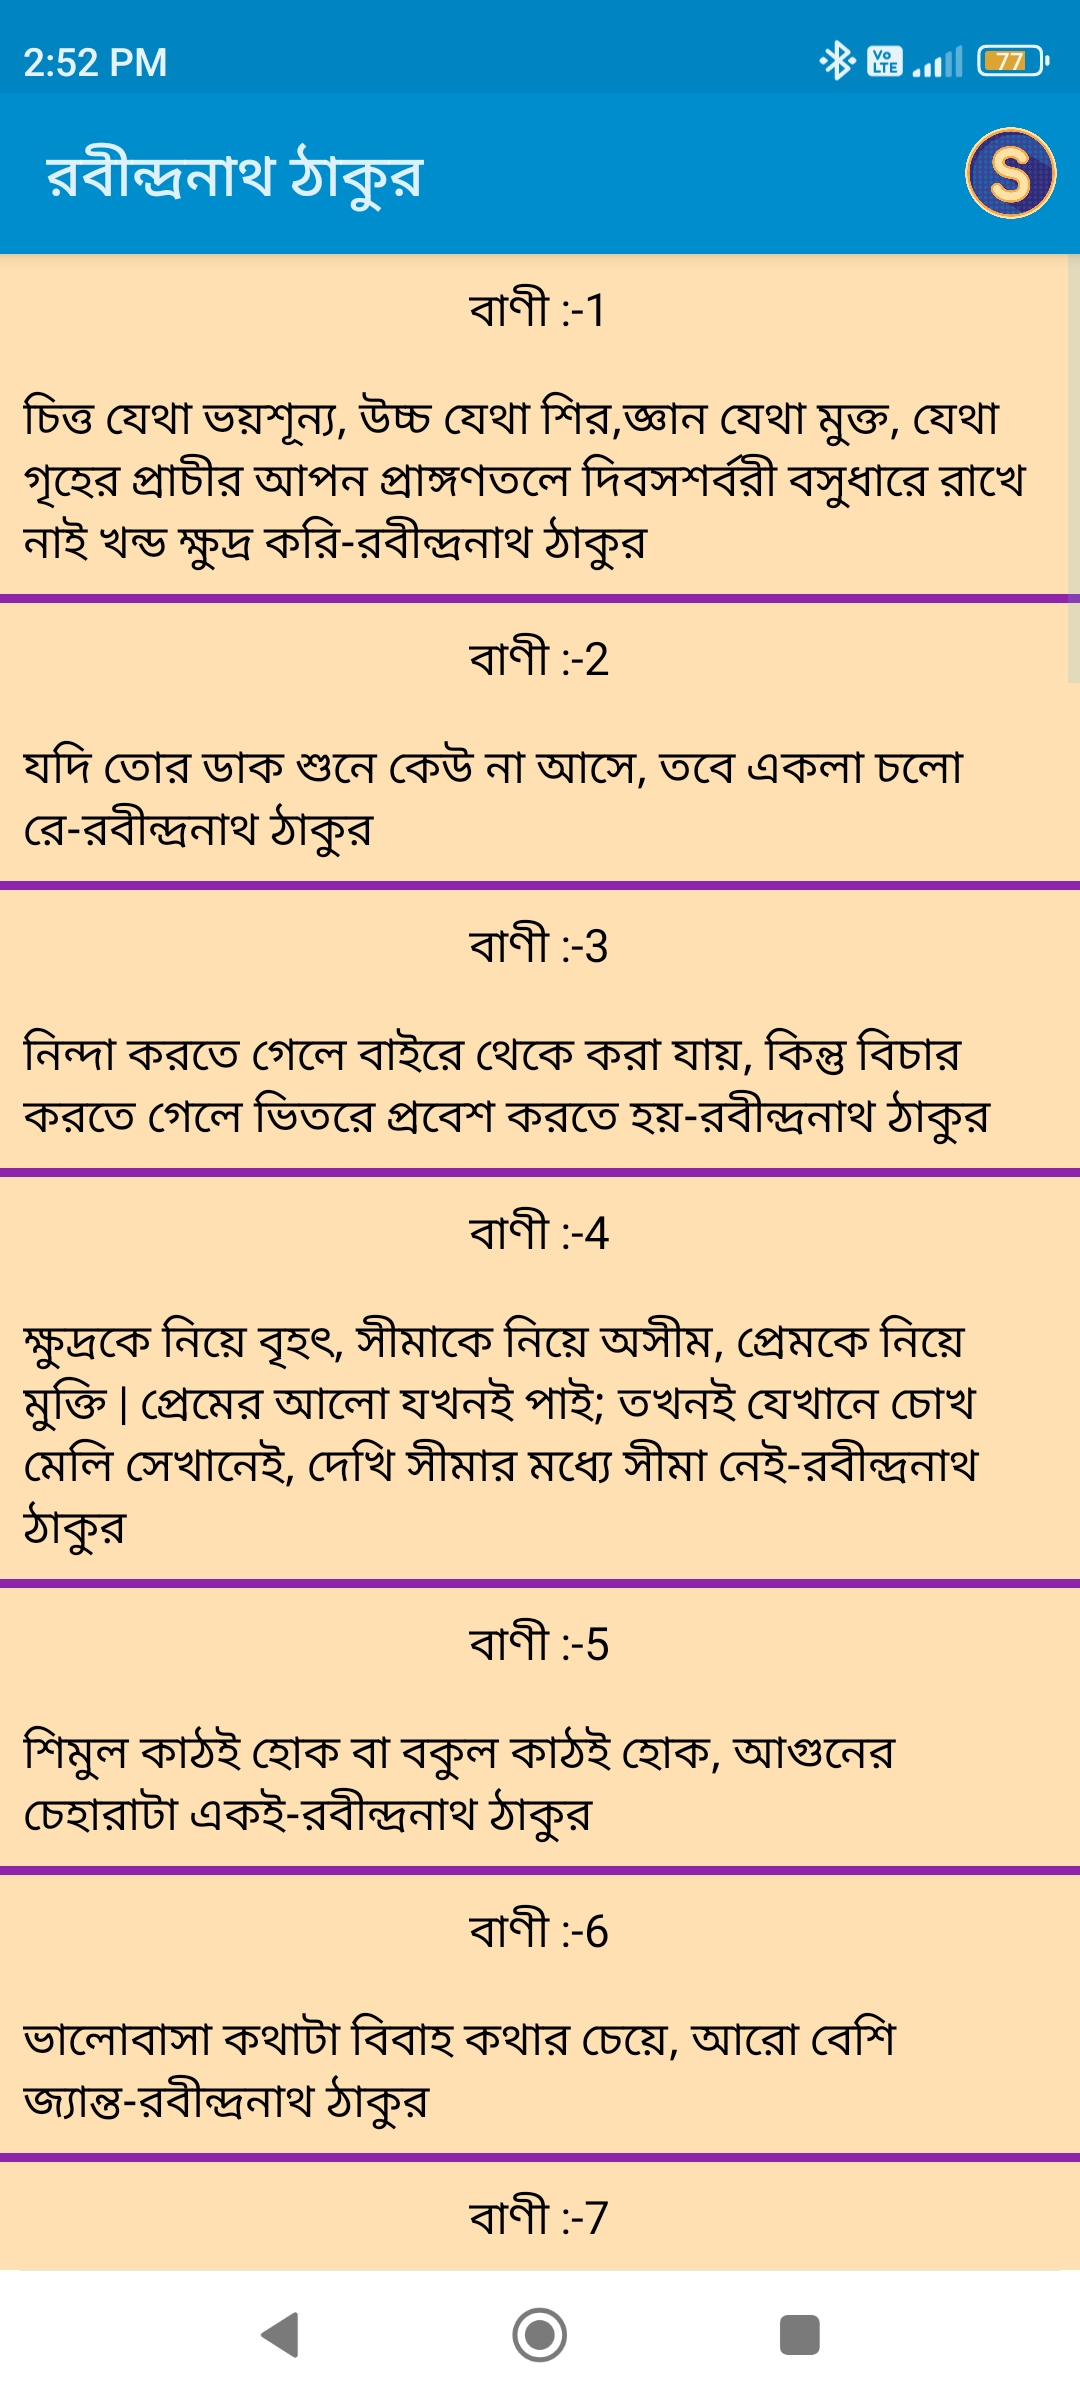 2:52 PM
Vo LTE
77
রবীন্দ্রনাথ ঠাকুর
S
বাণী :-1
চিত্ত যেথা ভয়শূন্য, উচ্চ যেথা শির,জ্ঞান যেথা মুক্ত, যেথা
গৃহের প্রাচীর আপন প্রাঙ্গণতলে দিবসশর্বরী বসুধারে রাখে
নাই খন্ড ক্ষুদ্র করি-রবীন্দ্রনাথ ঠাকুর
বাণী :-2
যদি তোর ডাক শুনে কেউ না আসে, তবে একলা চলো
রে-রবীন্দ্রনাথ ঠাকুর
বাণী :-3
নিন্দা করতে গেলে বাইরে থেকে করা যায়, কিন্তু বিচার
করতে গেলে ভিতরে প্রবেশ করতে হয়-রবীন্দ্রনাথ ঠাকুর
বাণী :-4
ক্ষুদ্রকে নিয়ে বৃহৎ, সীমাকে নিয়ে অসীম, প্রেমকে নিয়ে
মুক্তি | প্রেমের আলো যখনই পাই; তখনই যেখানে চোখ
মেলি সেখানেই, দেখি সীমার মধ্যে সীমা নেই-রবীন্দ্রনাথ
ঠাকুর
বাণী :-5
শিমুল কাঠই হোক বা বকুল কাঠই হোক, আগুনের
চেহারাটা একই-রবীন্দ্রনাথ ঠাকুর
বাণী :-6
ভালোবাসা কথাটা বিবাহ কথার চেয়ে, আরো বেশি
জ্যান্ত-রবীন্দ্রনাথ ঠাকুর
বাণী :-7